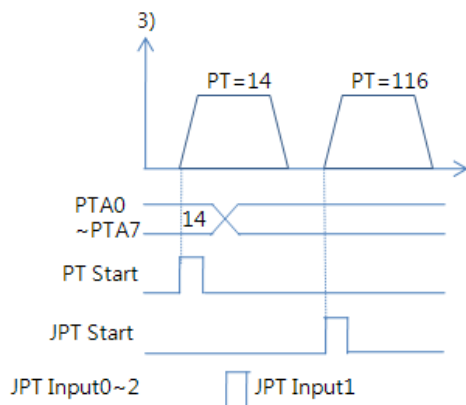 3)
PT=14 PT=116
PTA0
~PTA7 14
PT Start
JPT Start
JPT Input0~2 JPT Input1